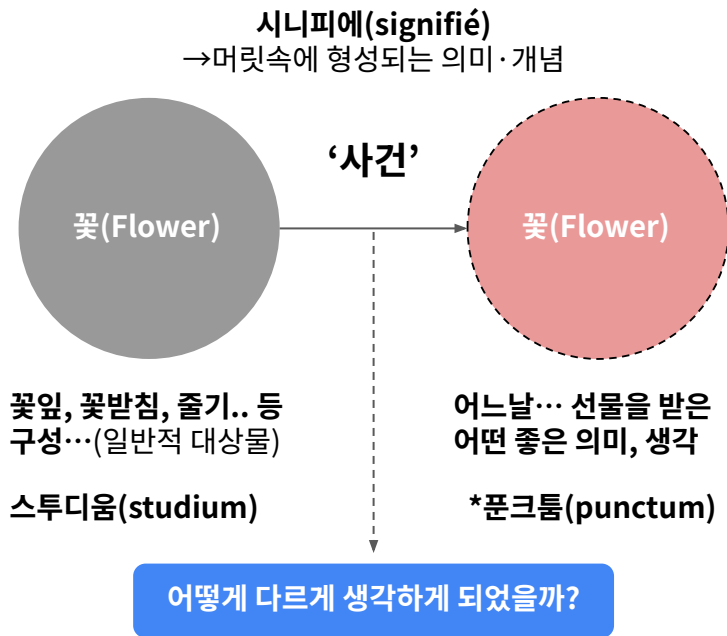 시니피에(signifié)
→머릿속에 형성되는 의미·개념
‘사건’
꽃(Flower)
꽃(Flower)
꽃잎, 꽃받침, 줄기.. 등
구성…(일반적 대상물)
스투디움(studium)
어느날… 선물을 받은
어떤 좋은 의미, 생각
*푼크툼(punctum)
어떻게 다르게 생각하게 되었을까?